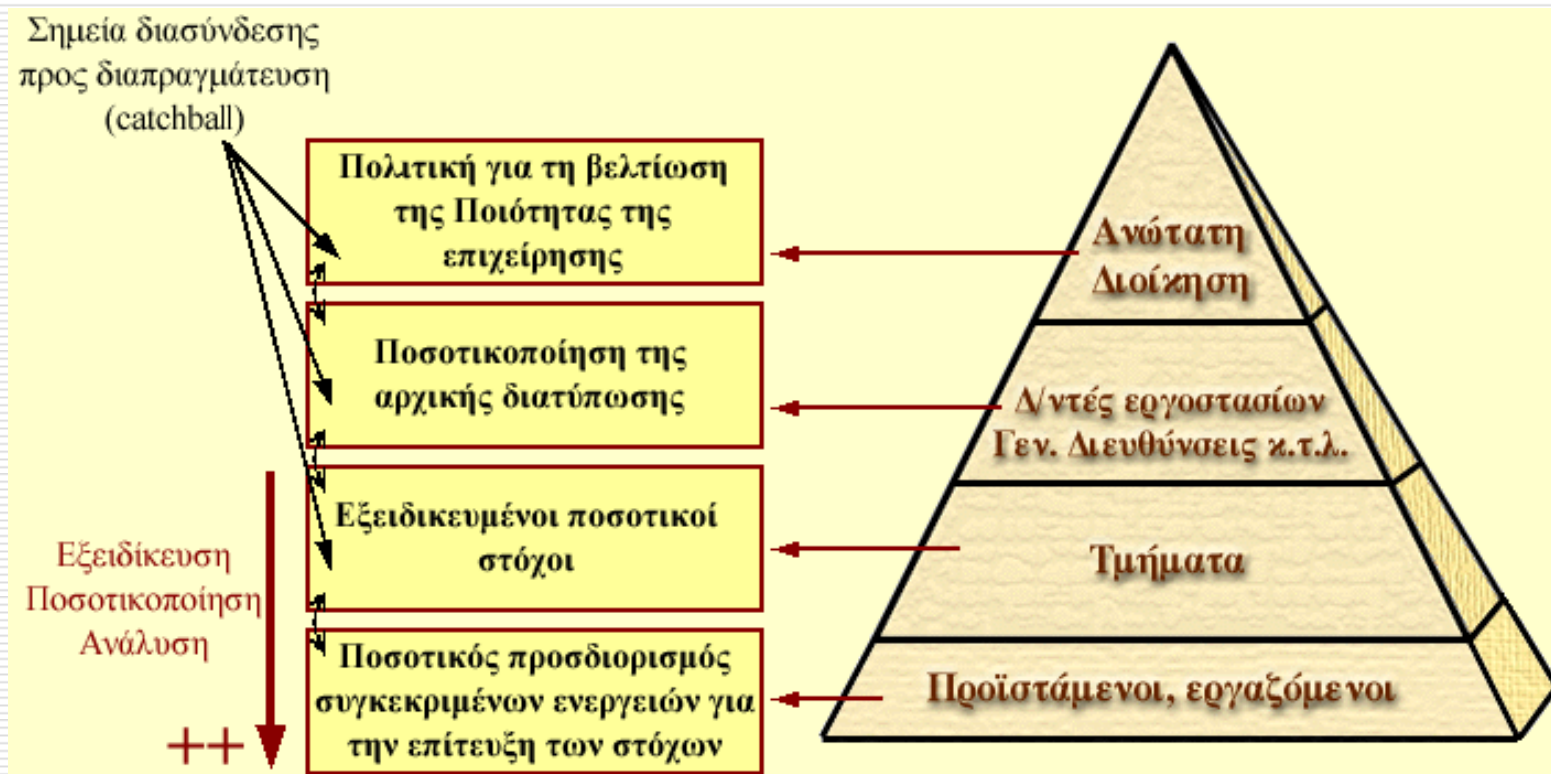 Σημεία διασύνδεσης
προς διαπραγμάτευση
(catchball)
Πολιτική για τη βελτίωση
της Ποιότητας της
επιχείρησης
Ανώτατη
Διοίκηση
Ποσοτικοποίηση της
αρχικής διατύπωσης
Δ/ντές εργοστασίων
Γεν. Διευθύνσεις κ.τ.λ.
Εξειδικευμένοι ποσοτικοί
στόχοι
Τμήματα
Εξειδίκευση
Ποσοτικοποίηση
Ανάλυση
++
Ποσοτικός προσδιορισμός
συγκεκριμένων ενεργειών για
την επίτευξη των στόχων
Προϊστάμενοι, εργαζόμενοι